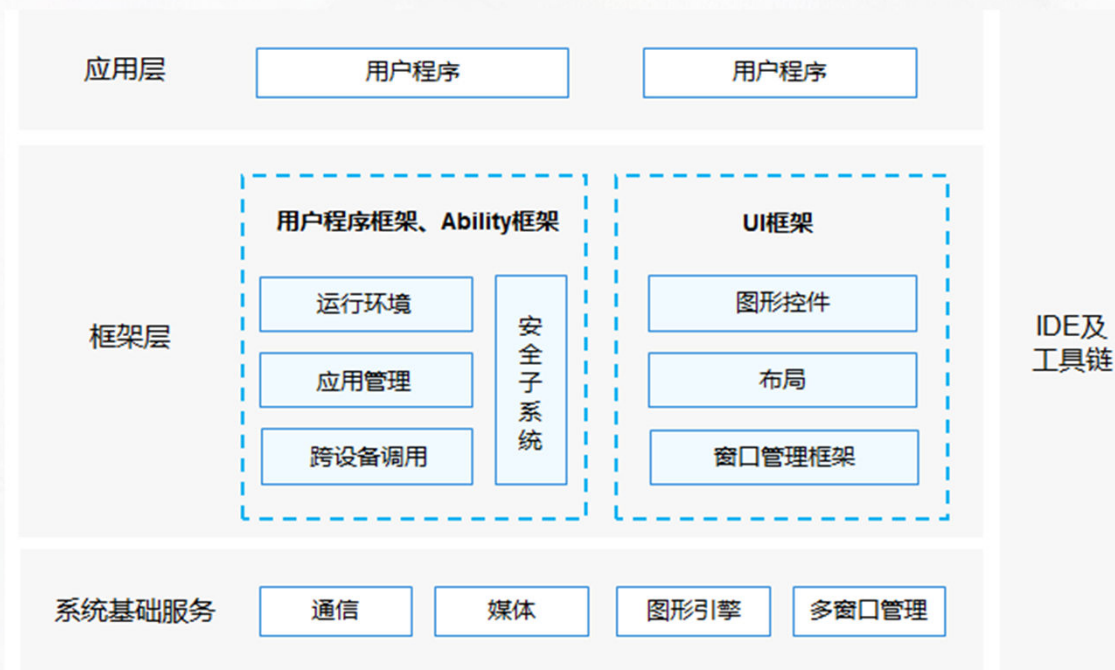 应用层
用户程序
用户程序
框架层
用户程序框架、Ability框架
运行环境
应用管理
跨设备调用
安全子系统
UI框架
图形控件
布局
窗口管理框架
系统基础服务
通信
媒体
图形引擎
多窗口管理
IDE及
工具链